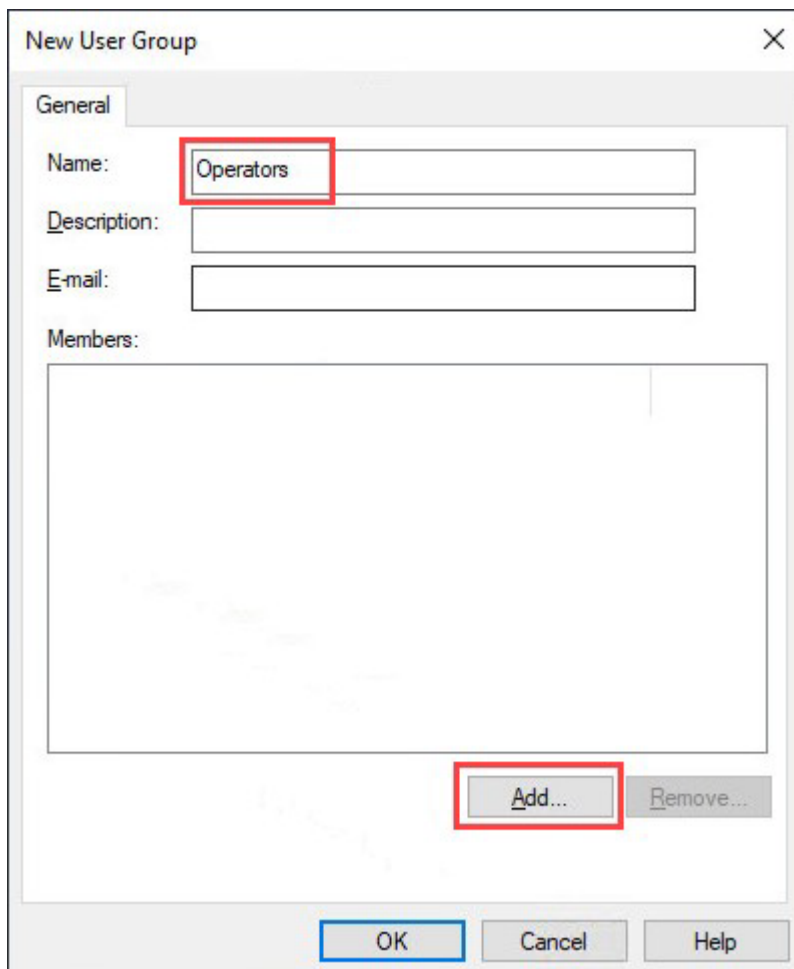 New User Group
General
Name: Operators
Description:
E-mail:
Members:
Add... Remove...
OK Cancel Help